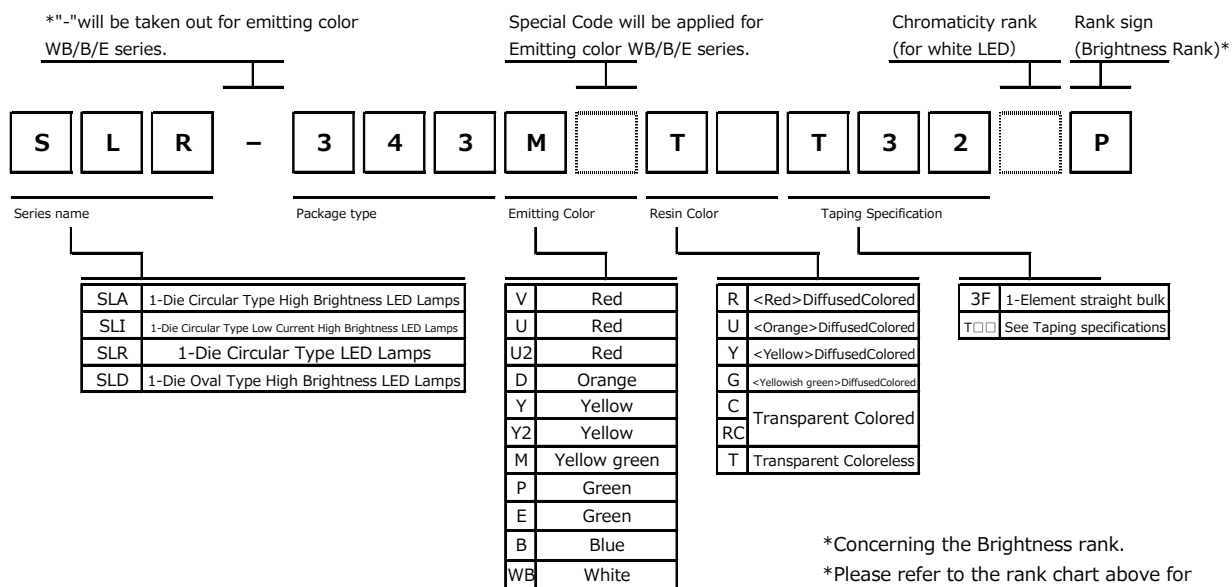 *"-"will be taken out for emitting color
WB/B/E series.
Special Code will be applied for
Emitting color WB/B/E series.
Chromaticity rank
(for white LED)
Rank sign
(Brightness Rank)*
S L R – 3 4 3 M T T 3 2 P
Series name
Package type
Emitting Color
Resin Color
Taping Specification
SLA 1-Die Circular Type High Brightness LED Lamps
SLI 1-Die Circular Type Low Current High Brightness LED Lamps
SLR 1-Die Circular Type LED Lamps
SLD 1-Die Oval Type High Brightness LED Lamps
V Red
U Red
U2 Red
D Orange
Y Yellow
Y2 Yellow
M Yellow green
P Green
E Green
B Blue
WB White
R <Red>DiffusedColored
U <Orange>DiffusedColored
Y <Yellow>DiffusedColored
G <Yellowish green>DiffusedColored
C
Transparent Colored
RC
T Transparent Coloreless
3F 1-Element straight bulk
T□□ See Taping specifications
*Concerning the Brightness rank.
*Please refer to the rank chart above for